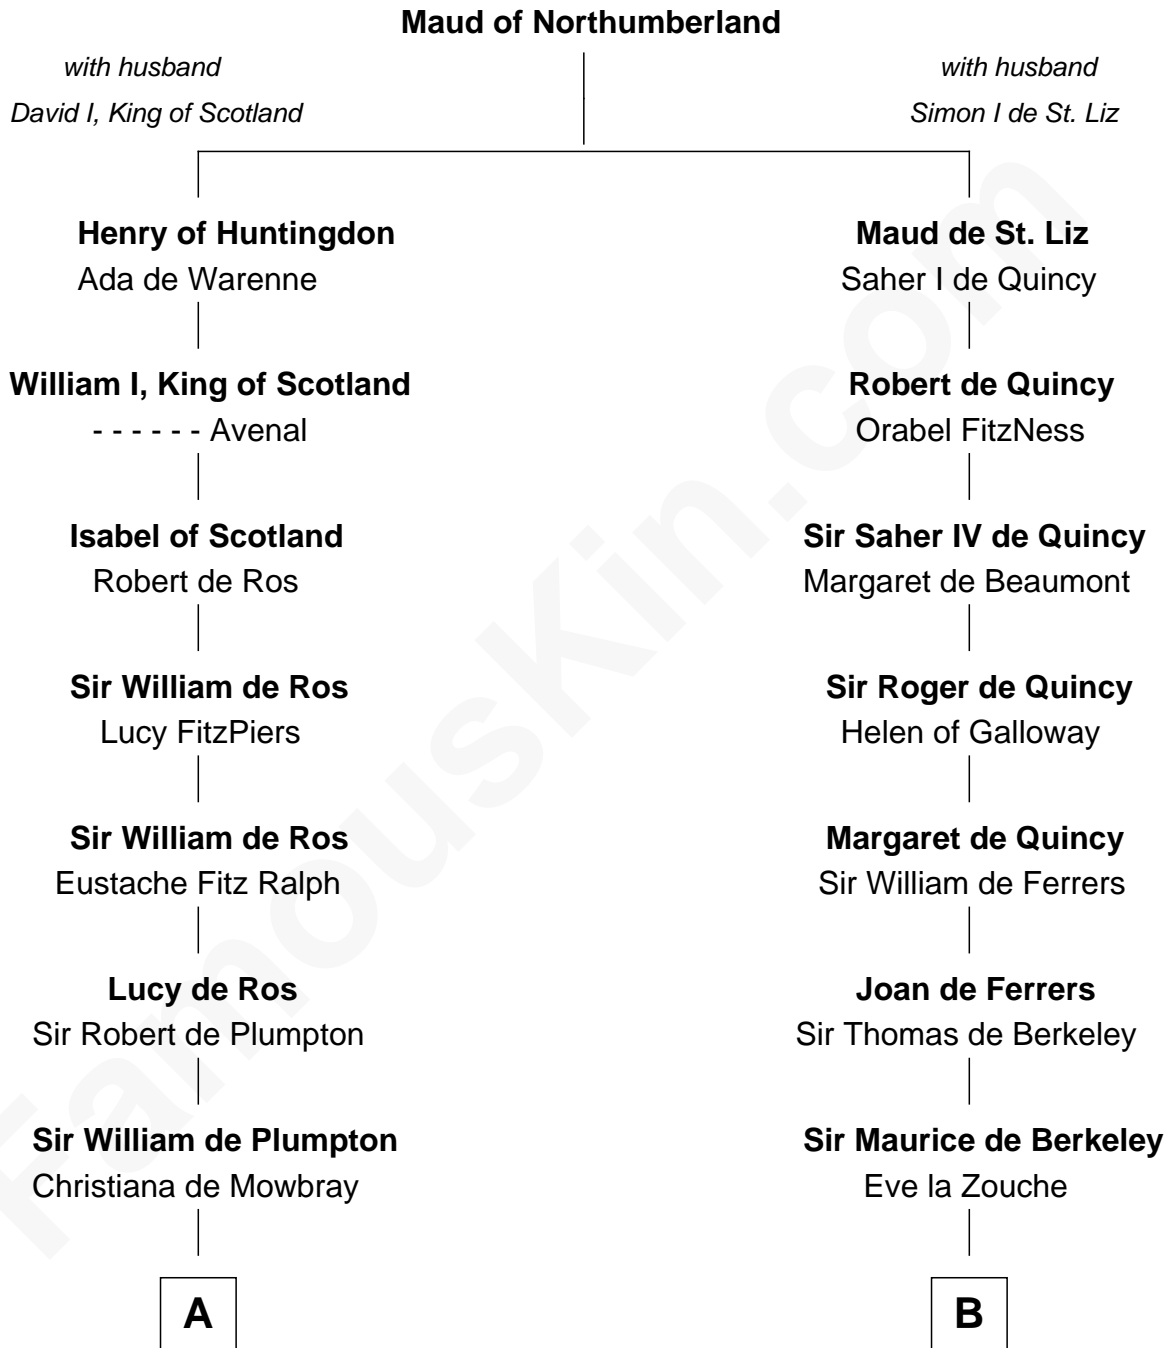 Maud of Northumberland
with husband
David I, King of Scotland
with husband
Simon I de St. Liz
Henry of Huntingdon
Ada de Warenne
Maud de St. Liz
Saher I de Quincy
William I, King of Scotland
- - - - - - Avenal
Robert de Quincy
Orabel FitzNess
Isabel of Scotland
Robert de Ros
Sir Saher IV de Quincy
Margaret de Beaumont
Sir William de Ros
Lucy FitzPiers
Sir Roger de Quincy
Helen of Galloway
Sir William de Ros
Eustache Fitz Ralph
Margaret de Quincy
Sir William de Ferrers
Lucy de Ros
Sir Robert de Plumpton
Joan de Ferrers
Sir Thomas de Berkeley
Sir William de Plumpton
Christiana de Mowbray
Sir Maurice de Berkeley
Eve la Zouche
A
B
FamousKin.com